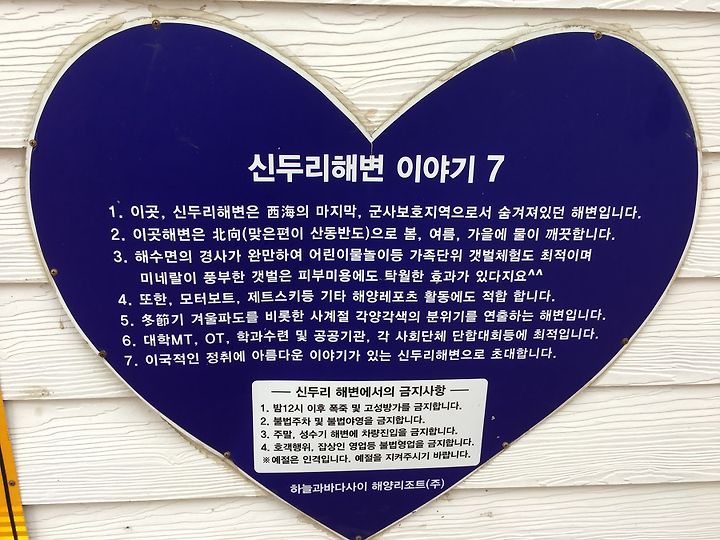 신두리해변 이야기 7
1. 이곳, 신두리해변은 西海의 마지막, 군사보호지역으로서 숨겨져있던 해변입니다.
2. 이곳해변은 北向(맞은편이 산동반도)으로 봄, 여름, 가을에 물이 깨끗합니다.
3. 해수면의 경사가 완만하여 어린이물놀이등 가족단위 갯벌체험도 최적이며
미네랄이 풍부한 갯벌은 피부미용에도 탁월한 효과가 있다지요^^
4. 또한, 모터보트, 제트스키등 기타 해양레포츠 활동에도 적합 합니다.
5. 冬節기 겨울파도를 비롯한 사계절 각양각색의 분위기를 연출하는 해변입니다.
6. 대학MT, OT, 학과수련 및 공공기관, 각 사회단체 단합대회등에 최적입니다.
7. 이국적인 정취에 아름다운 이야기가 있는 신두리해변으로 초대합니다.
― 신두리 해변에서의 금지사항 ―
1. 밤12시 이후 폭죽 및 고성방가를 금지합니다.
2. 불법주차 및 불법야영을 금지합니다.
3. 주말, 성수기 해변에 차량진입을 금지합니다.
4. 호객행위, 잡상인 영업등 불법영업을 금지합니다.
※예절은 인격입니다. 예절을 지켜주시기 바랍니다.
하늘과바다사이 해양리조트(주)